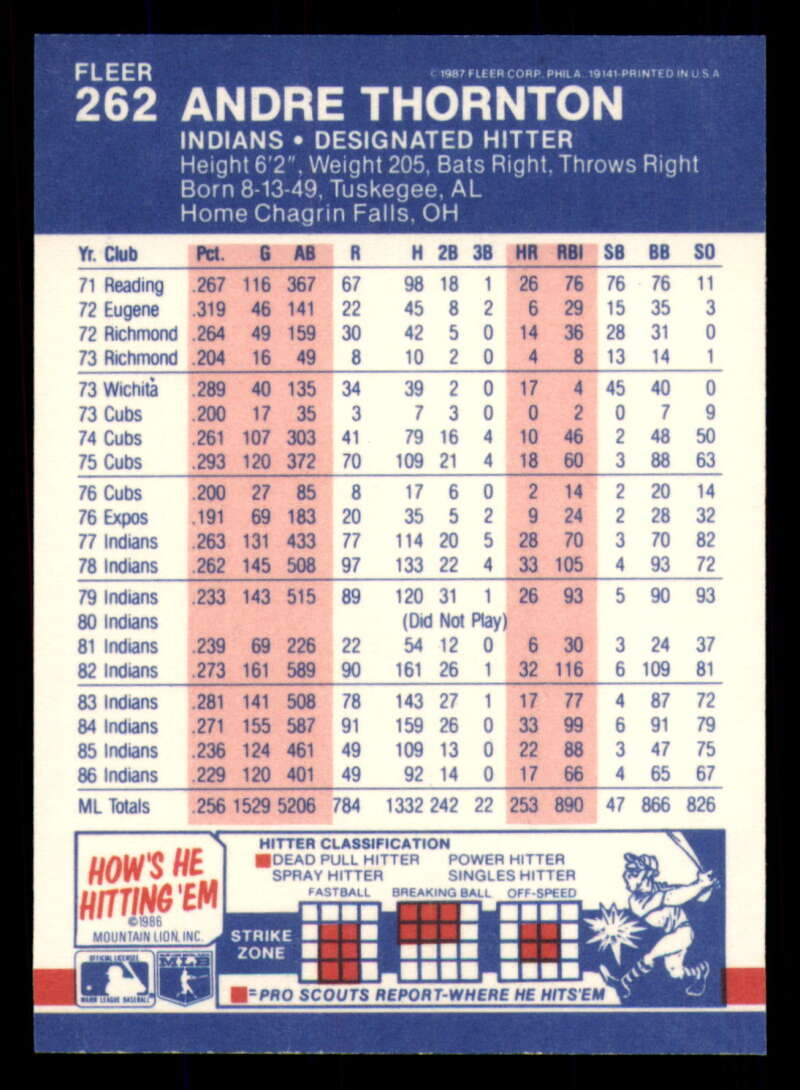 FLEER
©1987 FLEER CORP. PHILA. 19141-PRINTED IN U.S.A
262 ANDRE THORNTON
INDIANS • DESIGNATED HITTER
Height 6'2", Weight 205, Bats Right, Throws Right
Born 8-13-49, Tuskegee, AL
Home Chagrin Falls, OH
Yr. Club Pct. G AB R H 2B 3B HR RBI SB BB SO
71 Reading .267 116 367 67 98 18 1 26 76 76 76 11
72 Eugene .319 46 141 22 45 8 2 6 29 15 35 3
72 Richmond .264 49 159 30 42 5 0 14 36 28 31 0
73 Richmond .204 16 49 8 10 2 0 4 8 13 14 1
73 Wichita .289 40 135 34 39 2 0 17 4 45 40 0
73 Cubs .200 17 35 3 7 3 0 0 2 0 7 9
74 Cubs .261 107 303 41 79 16 4 10 46 2 48 50
75 Cubs .293 120 372 70 109 21 4 18 60 3 88 63
76 Cubs .200 27 85 8 17 6 0 2 14 2 20 14
76 Expos .191 69 183 20 35 5 2 9 24 2 28 32
77 Indians .263 131 433 77 114 20 5 28 70 3 70 82
78 Indians .262 145 508 97 133 22 4 33 105 4 93 72
79 Indians .233 143 515 89 120 31 1 26 93 5 90 93
80 Indians (Did Not Play)
81 Indians .239 69 226 22 54 12 0 6 30 3 24 37
82 Indians .273 161 589 90 161 26 1 32 116 6 109 81
83 Indians .281 141 508 78 143 27 1 17 77 4 87 72
84 Indians .271 155 587 91 159 26 0 33 99 6 91 79
85 Indians .236 124 461 49 109 13 0 22 88 3 47 75
86 Indians .229 120 401 49 92 14 0 17 66 4 65 67
ML Totals .256 1529 5206 784 1332 242 22 253 890 47 866 826
HOW'S HE
HITTING 'EM
©1986
MOUNTAIN LION, INC.
OFFICIAL LICENSEE
MAJOR LEAGUE BASEBALL
MLB
HITTER CLASSIFICATION
DEAD PULL HITTER POWER HITTER
SPRAY HITTER SINGLES HITTER
FASTBALL BREAKING BALL OFF-SPEED
STRIKE
ZONE
=PRO SCOUTS REPORT-WHERE HE HITS'EM